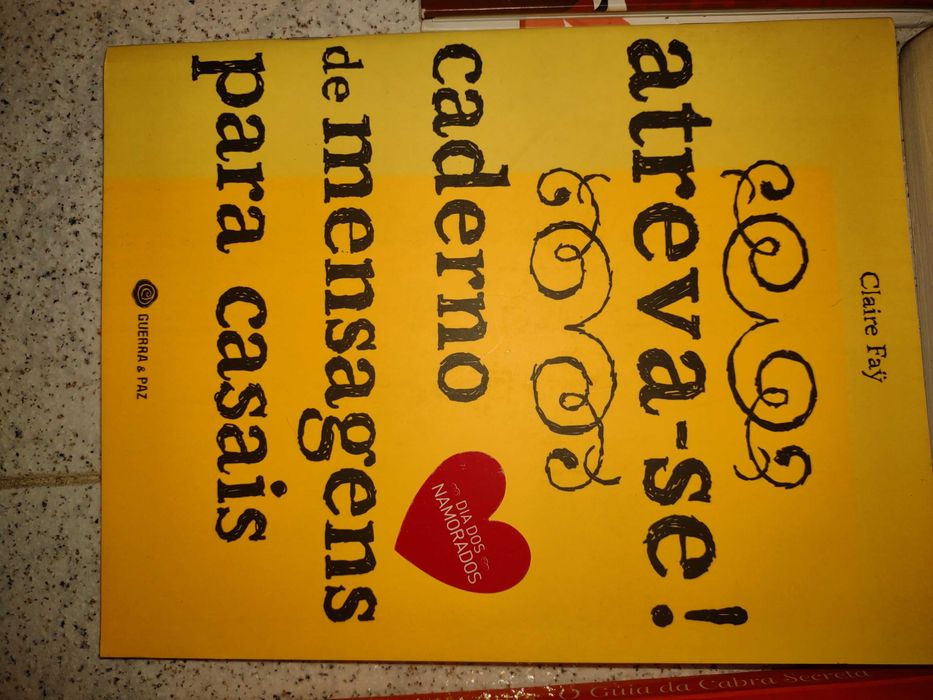 Claire Faÿ
atreva-se!
caderno
de mensagens
para casais
DIA DOS
NAMORADOS
GUERRA & PAZ
Guia da Cabra Secreta